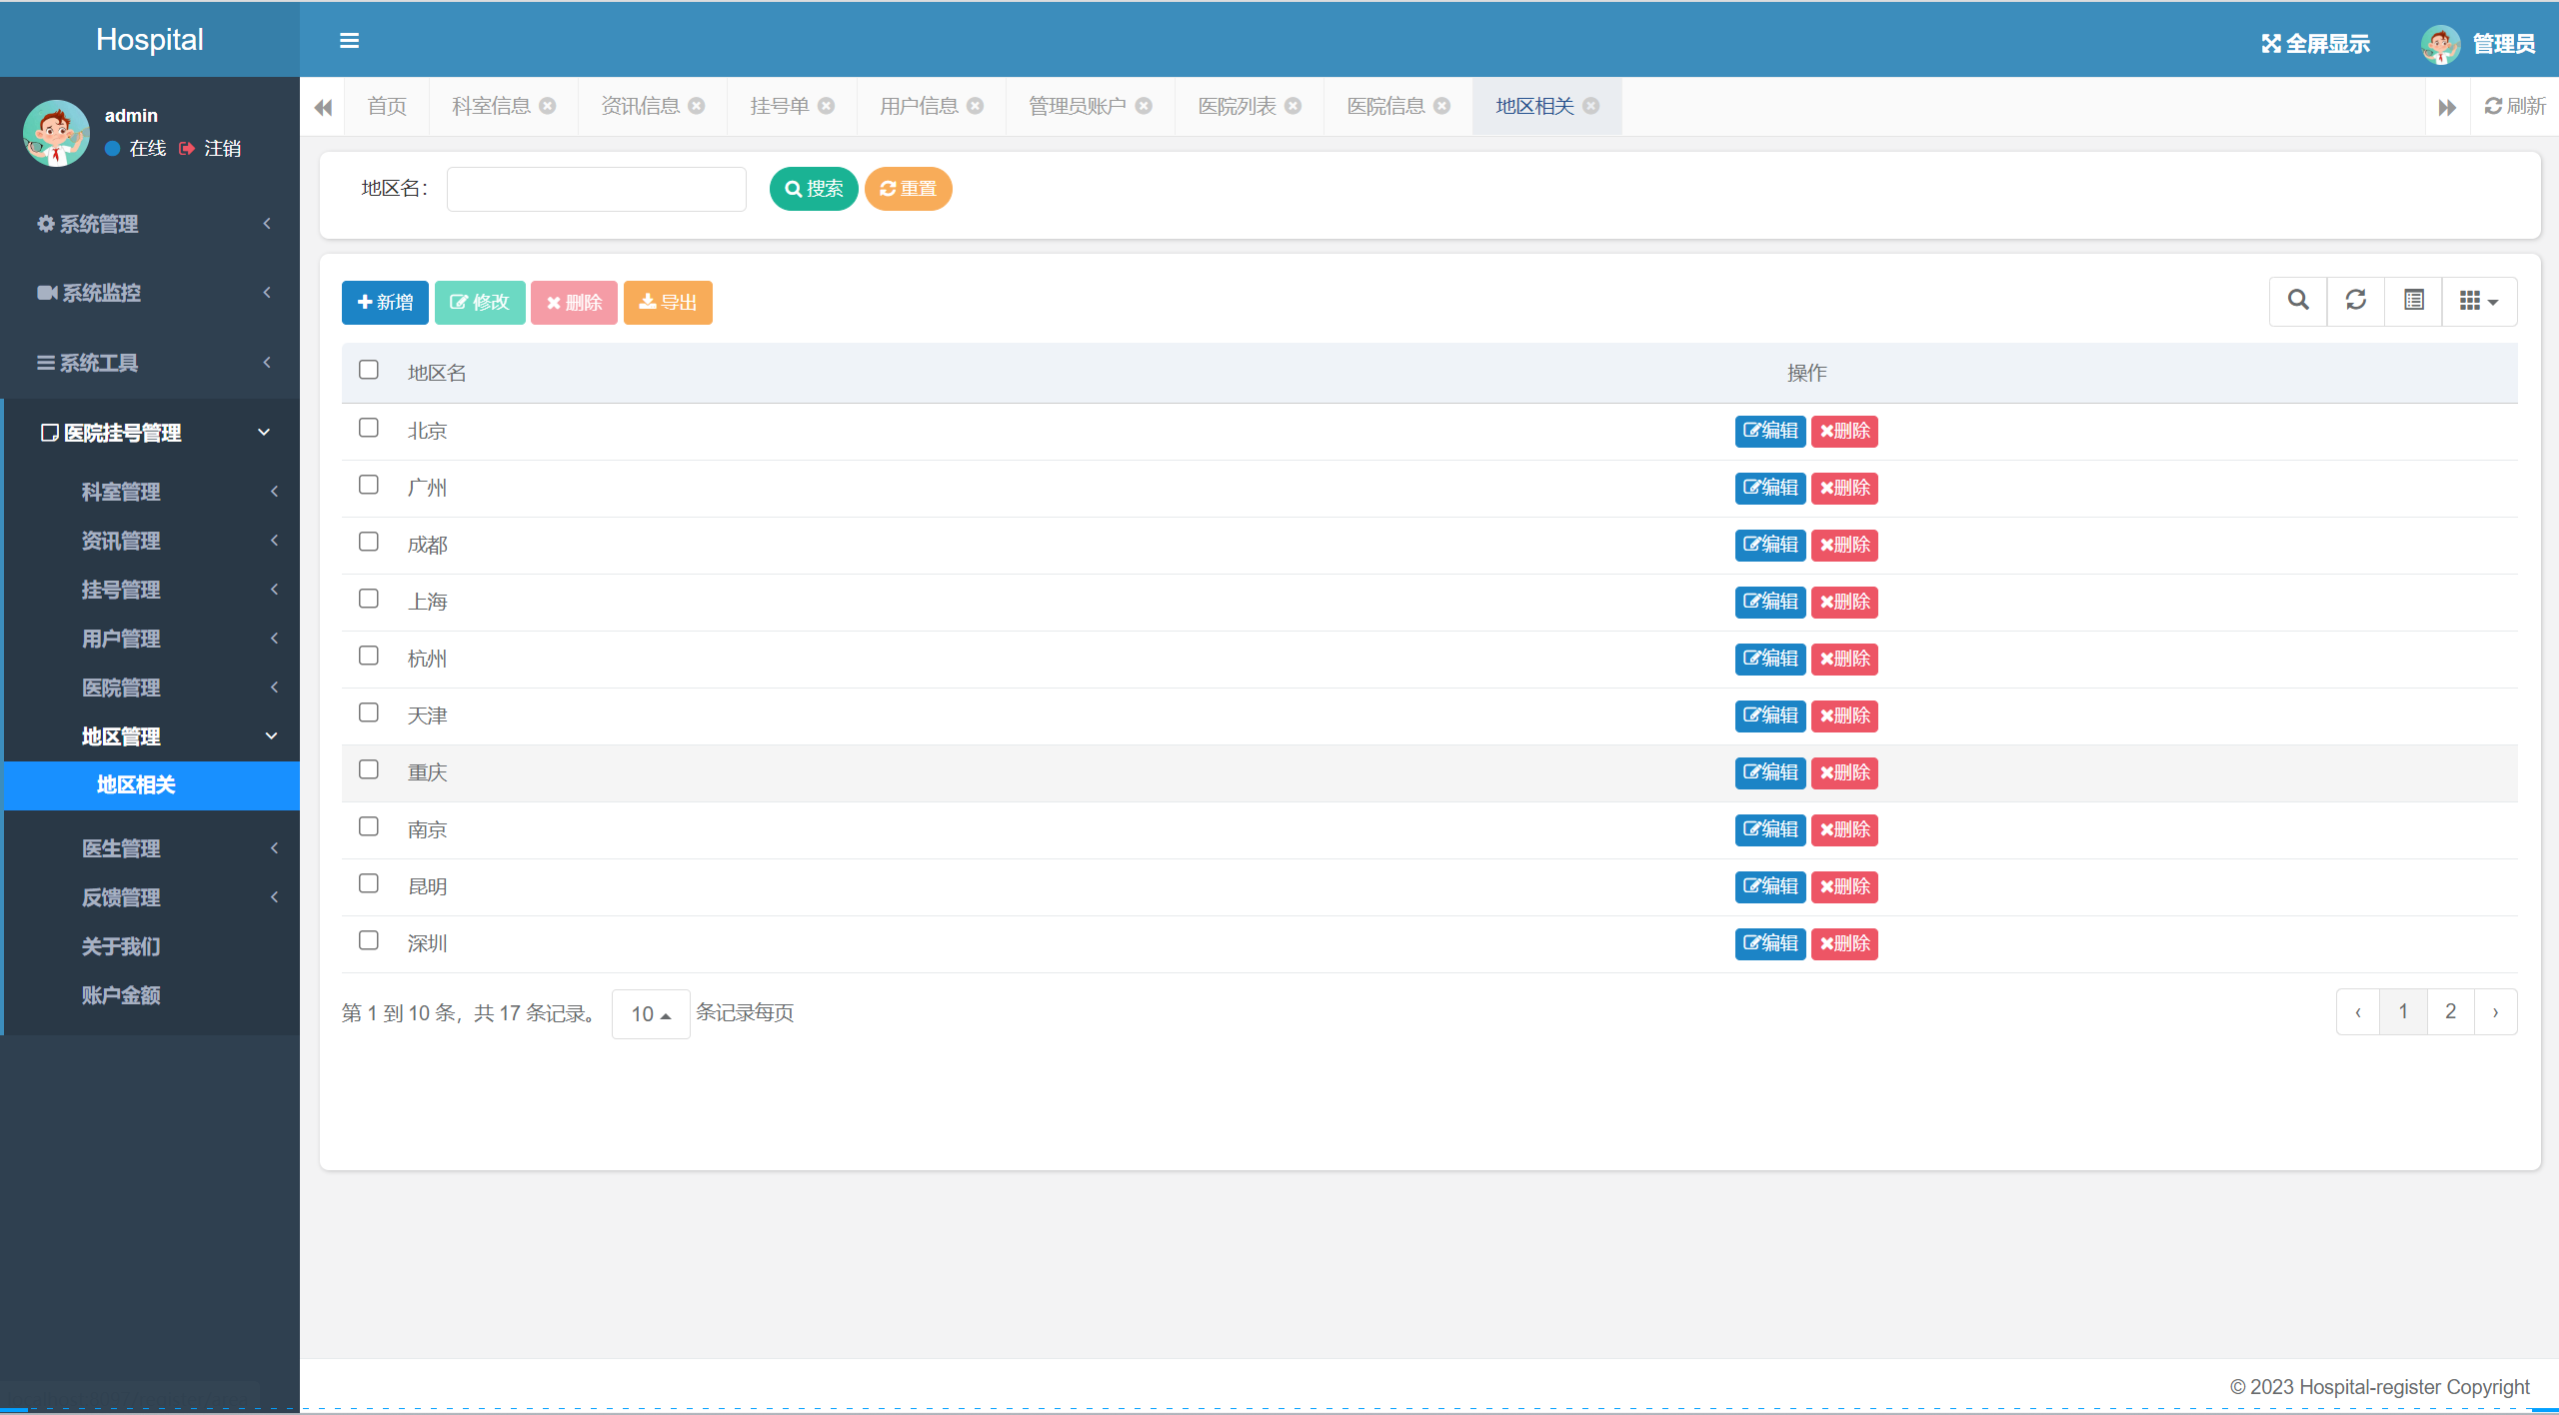 Hospital
全屏显示 管理员
admin
在线 注销
首页 科室信息 资讯信息 挂号单 用户信息 管理员账户 医院列表 医院信息 地区相关 刷新
系统管理
系统监控
系统工具
医院挂号管理
科室管理
资讯管理
挂号管理
用户管理
医院管理
地区管理
地区相关
医生管理
反馈管理
关于我们
账户金额
地区名： 搜索 重置
新增 修改 删除 导出
地区名 操作
北京 编辑 删除
广州 编辑 删除
成都 编辑 删除
上海 编辑 删除
杭州 编辑 删除
天津 编辑 删除
重庆 编辑 删除
南京 编辑 删除
昆明 编辑 删除
深圳 编辑 删除
第 1 到 10 条，共 17 条记录。 10 条记录每页 ‹ 1 2 ›
© 2023 Hospital-register Copyright